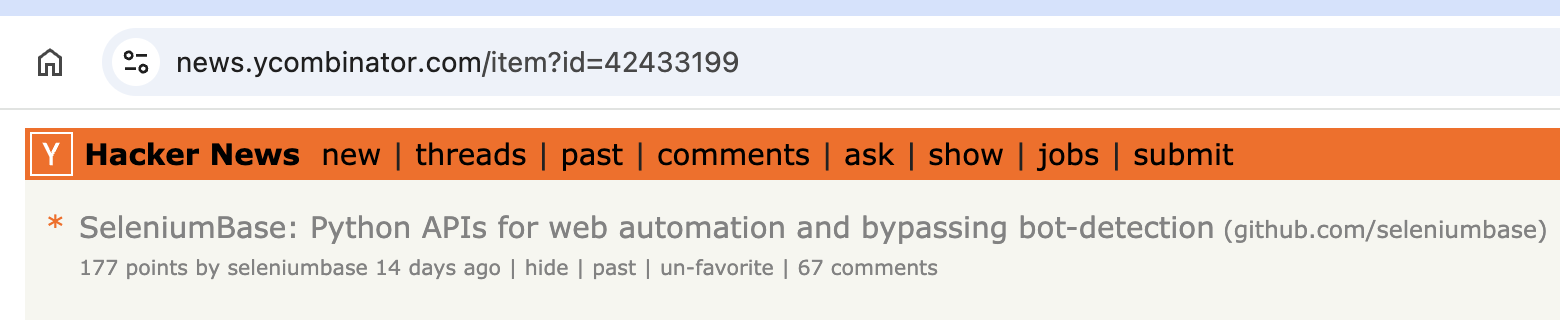 news.ycombinator.com/item?id=42433199
Y Hacker News new | threads | past | comments | ask | show | jobs | submit
* SeleniumBase: Python APIs for web automation and bypassing bot-detection (github.com/seleniumbase)
177 points by seleniumbase 14 days ago | hide | past | un-favorite | 67 comments